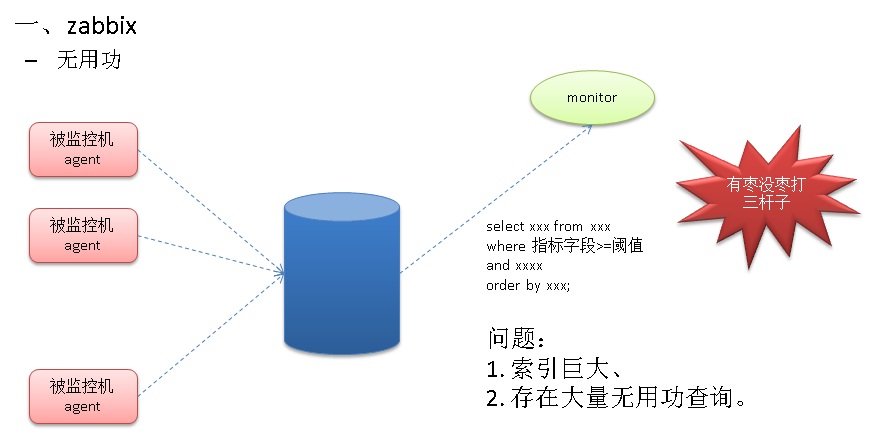 一、zabbix
– 无用功
monitor
被监控机
agent
有枣没枣打
三杆子
被监控机
agent
select xxx from xxx
where 指标字段>=阈值
and xxxx
order by xxx;
问题：
1. 索引巨大、
2. 存在大量无用功查询。
被监控机
agent